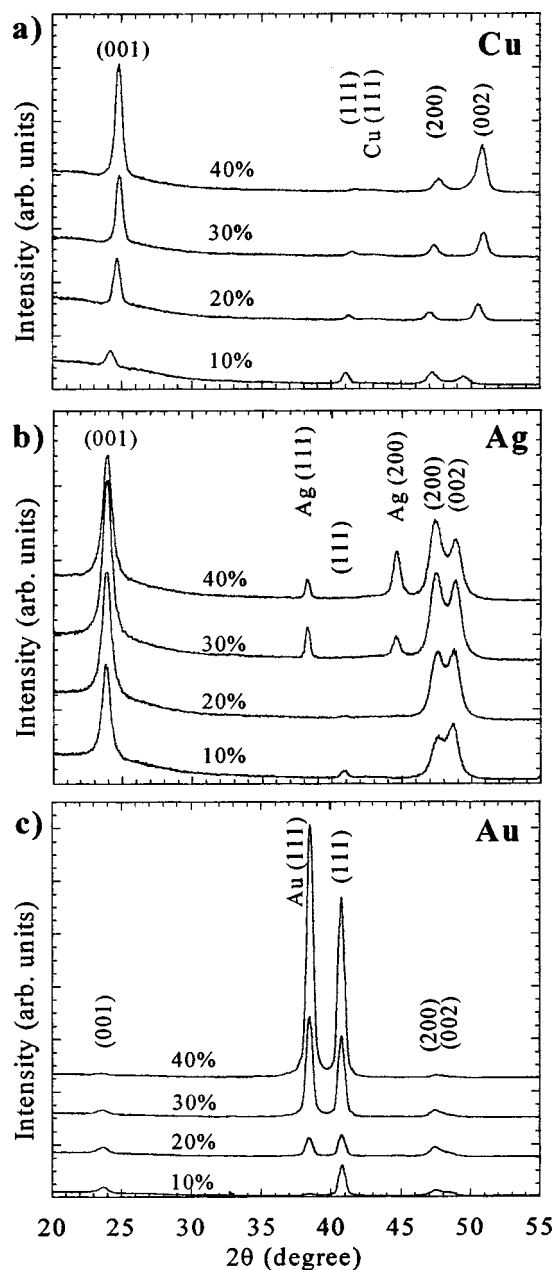 a)
Cu
(001)
(111)
Cu (111)
(200)
(002)
40%
30%
20%
10%
Intensity (arb. units)
b)
Ag
(001)
Ag (111)
(111)
Ag (200)
(200)
(002)
40%
30%
20%
10%
Intensity (arb. units)
c)
Au
(001)
Au (111)
(111)
(200)
(002)
40%
30%
20%
10%
Intensity (arb. units)
20 25 30 35 40 45 50 55
2θ (degree)